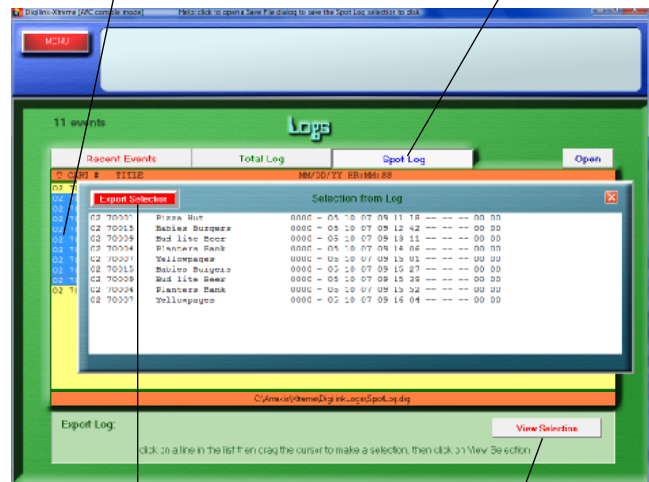 Digilink-Xtreme [ARC console mode] Help: click to open a Save File dialog to save the Spot Log selection to disk
MENU
11 events
Logs
Recent Events Total Log Spot Log Open
CART # TITLE MM/DD/YY HR:MM:SS
Export Selection Selection from Log
02 70001 Pizza Hut 0000 - 05 10 07 09 11 18 -- -- -- 00 00
02 70015 Babies Burgers 0000 - 05 10 07 09 12 42 -- -- -- 00 00
02 70009 Bud lite Beer 0000 - 05 10 07 09 13 11 -- -- -- 00 00
02 70004 Planters Bank 0000 - 05 10 07 09 14 06 -- -- -- 00 00
02 70007 Yellowpages 0000 - 05 10 07 09 15 01 -- -- -- 00 00
02 70015 Babies Burgers 0000 - 05 10 07 09 15 27 -- -- -- 00 00
02 70009 Bud lite Beer 0000 - 05 10 07 09 15 39 -- -- -- 00 00
02 70004 Planters Bank 0000 - 05 10 07 09 15 52 -- -- -- 00 00
02 70007 Yellowpages 0000 - 05 10 07 09 16 04 -- -- -- 00 00
C:\Arrakis\Xtreme\DigilinkLogs\SpotLog.dig
Export Log:
View Selection
click on a line in the list then drag the cursor to make a selection, then click on View Selection